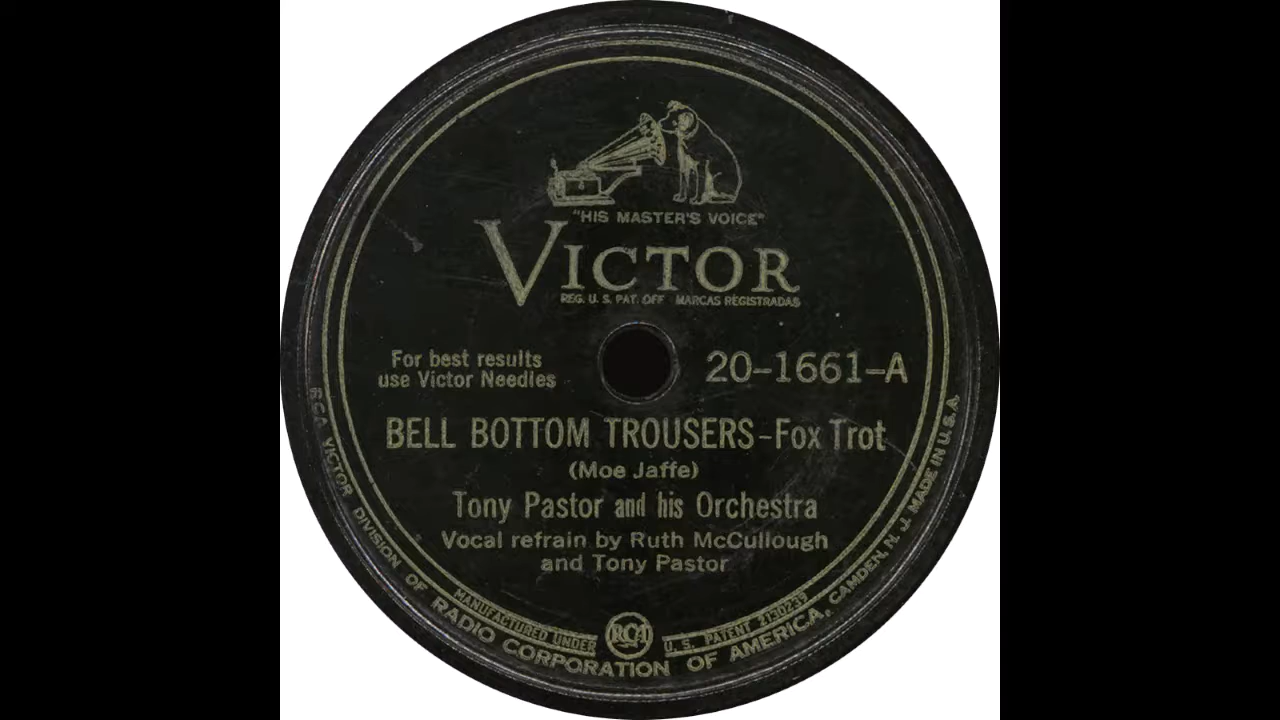 "HIS MASTER'S VOICE"
VICTOR
REG. U. S. PAT. OFF MARCAS REGISTRADAS
For best results
use Victor Needles
20-1661-A
BELL BOTTOM TROUSERS-Fox Trot
(Moe Jaffe)
Tony Pastor and his Orchestra
Vocal refrain by Ruth McCullough
and Tony Pastor
MANUFACTURED UNDER RCA U. S. PATENT 2130239
RCA VICTOR DIVISION OF RADIO CORPORATION OF AMERICA, CAMDEN, N. J. MADE IN U.S.A.